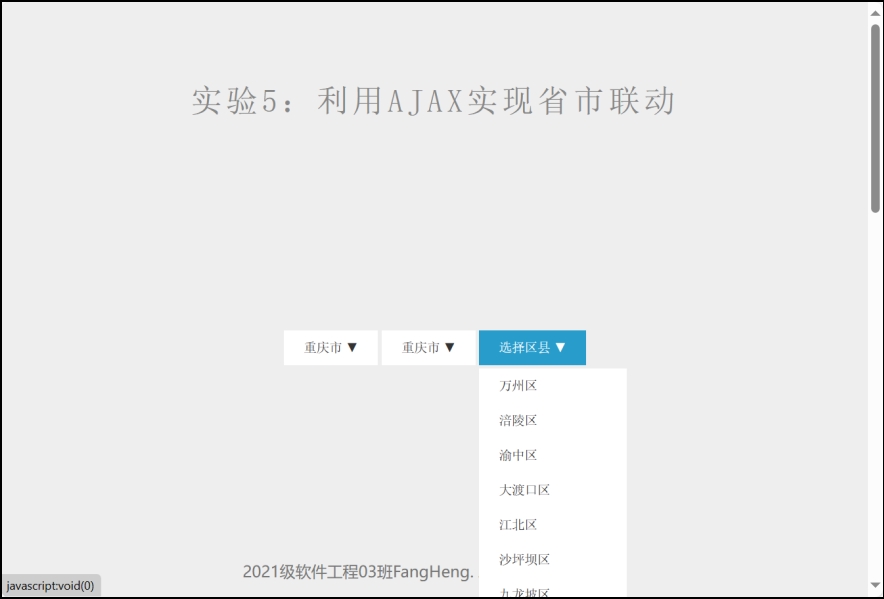 实验5：利用AJAX实现省市联动
重庆市 ▼ 重庆市 ▼ 选择区县 ▼
万州区
涪陵区
渝中区
大渡口区
江北区
沙坪坝区
2021级软件工程03班FangHeng.
九龙坡区
javascript:void(0)